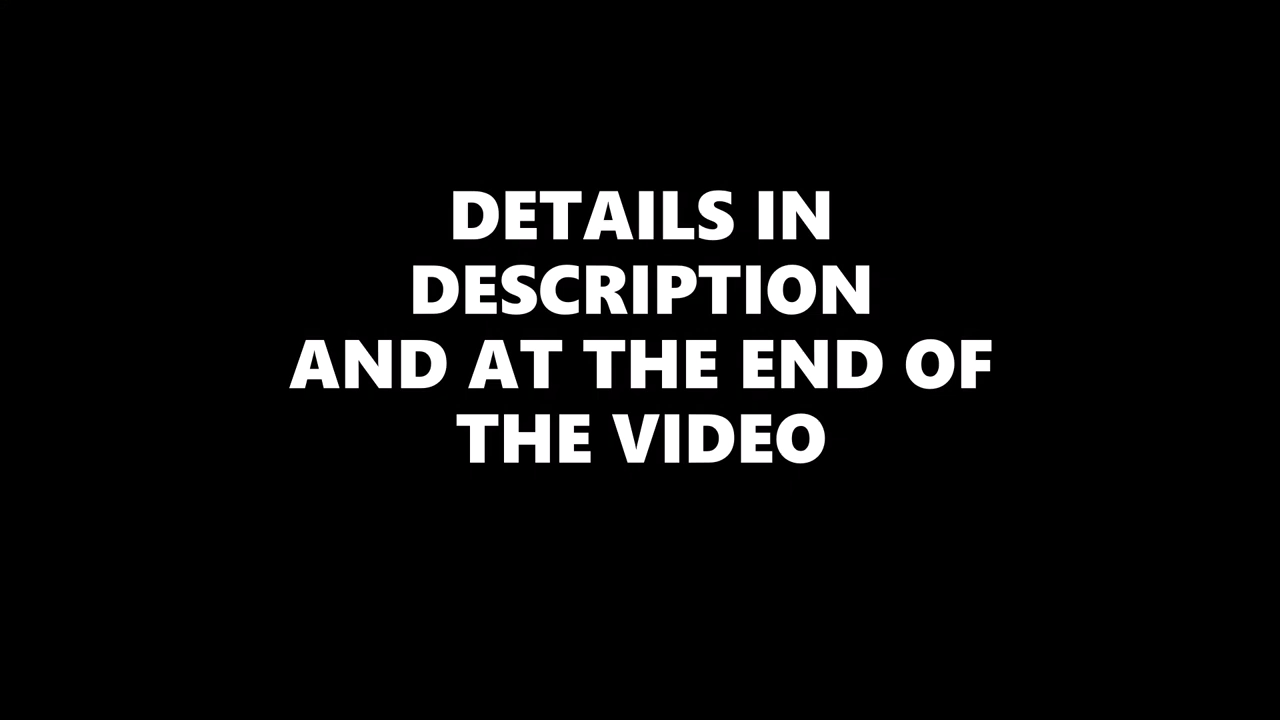 DETAILS IN
DESCRIPTION
AND AT THE END OF
THE VIDEO